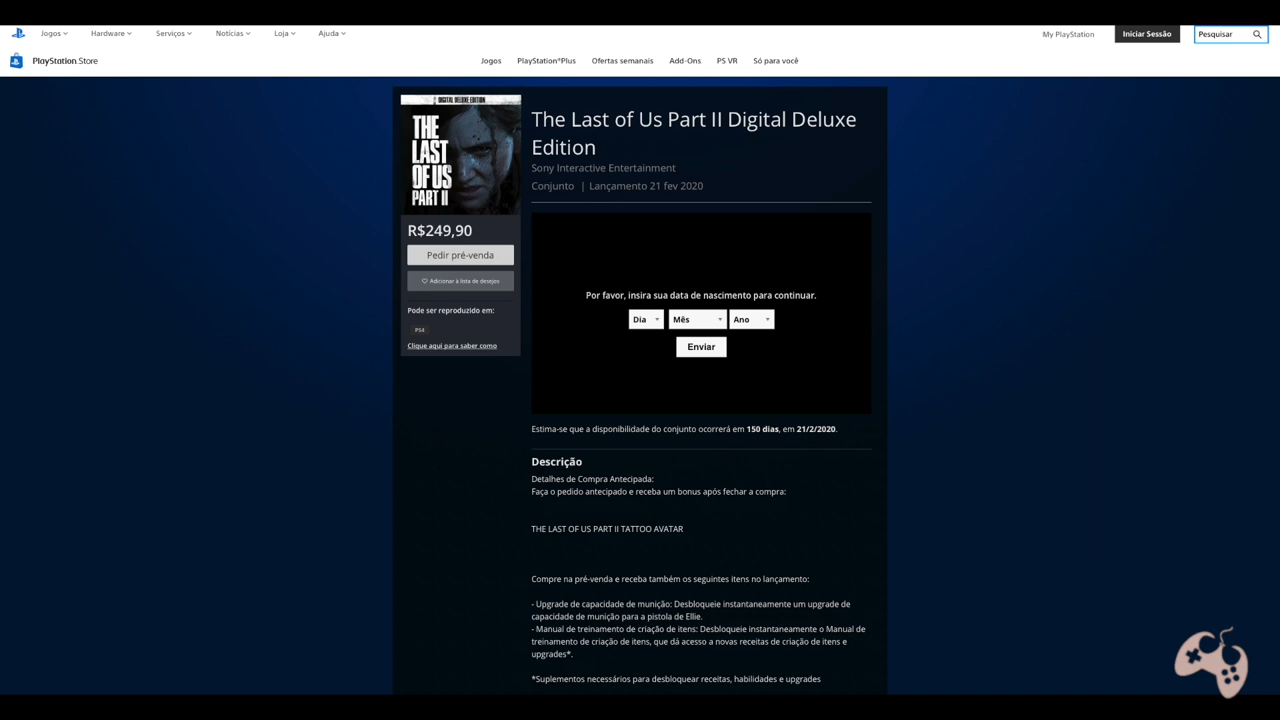 Jogos
Hardware
Serviços
Notícias
Loja
Ajuda
My PlayStation
Iniciar Sessão
Pesquisar
PlayStation Store
Jogos
PlayStation®Plus
Ofertas semanais
Add-Ons
PS VR
Só para você
DIGITAL DELUXE EDITION
THE
LAST
OF US
PART II
R$249,90
Pedir pré-venda
Adicionar à lista de desejos
Pode ser reproduzido em:
PS4
Clique aqui para saber como
The Last of Us Part II Digital Deluxe
Edition
Sony Interactive Entertainment
Conjunto | Lançamento 21 fev 2020
Por favor, insira sua data de nascimento para continuar.
Dia
Mês
Ano
Enviar
Estima-se que a disponibilidade do conjunto ocorrerá em 150 dias, em 21/2/2020.
Descrição
Detalhes de Compra Antecipada:
Faça o pedido antecipado e receba um bonus após fechar a compra:
THE LAST OF US PART II TATTOO AVATAR
Compre na pré-venda e receba também os seguintes itens no lançamento:
- Upgrade de capacidade de munição: Desbloqueie instantaneamente um upgrade de
capacidade de munição para a pistola de Ellie.
- Manual de treinamento de criação de itens: Desbloqueie instantaneamente o Manual de
treinamento de criação de itens, que dá acesso a novas receitas de criação de itens e
upgrades*.
*Suplementos necessários para desbloquear receitas, habilidades e upgrades